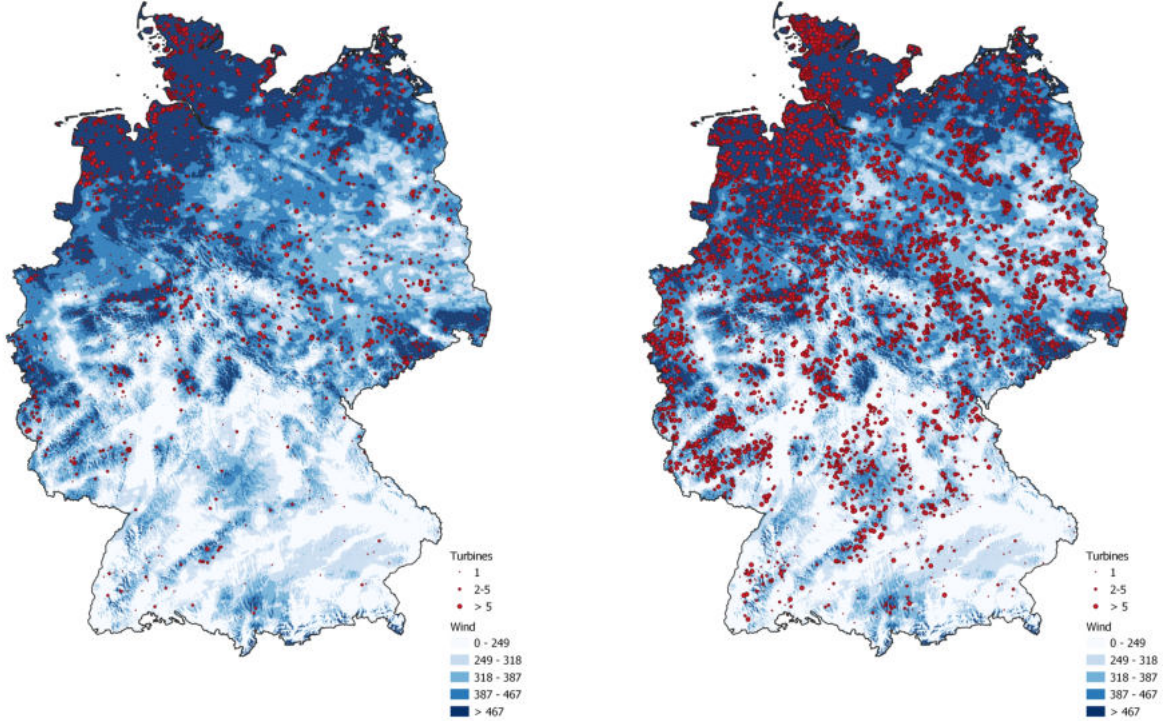 Turbines
1
2-5
> 5
Wind
0 - 249
249 - 318
318 - 387
387 - 467
> 467
Turbines
1
2-5
> 5
Wind
0 - 249
249 - 318
318 - 387
387 - 467
> 467